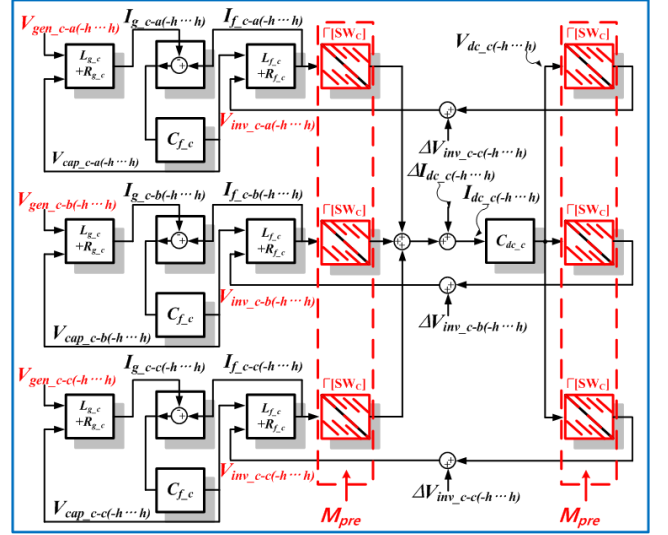 V_gen_c-a(-h⋯h)
I_g_c-a(-h⋯h)
I_f_c-a(-h⋯h)
Γ[SW_C]
V_dc_c(-h⋯h)
Γ[SW_C]
L_g_c
+R_g_c
L_f_c
+R_f_c
C_f_c
V_cap_c-a(-h⋯h)
V_inv_c-a(-h⋯h)
ΔV_inv_c-c(-h⋯h)
ΔI_dc_c(-h⋯h)
V_gen_c-b(-h⋯h)
I_g_c-b(-h⋯h)
I_f_c-b(-h⋯h)
Γ[SW_C]
I_dc_c(-h⋯h)
Γ[SW_C]
L_g_c
+R_g_c
L_f_c
+R_f_c
C_dc_c
C_f_c
V_inv_c-b(-h⋯h)
ΔV_inv_c-b(-h⋯h)
V_cap_c-b(-h⋯h)
V_gen_c-c(-h⋯h)
I_g_c-c(-h⋯h)
I_f_c-c(-h⋯h)
Γ[SW_C]
Γ[SW_C]
L_g_c
+R_g_c
L_f_c
+R_f_c
C_f_c
V_inv_c-c(-h⋯h)
ΔV_inv_c-c(-h⋯h)
V_cap_c-c(-h⋯h)
M_pre
M_pre